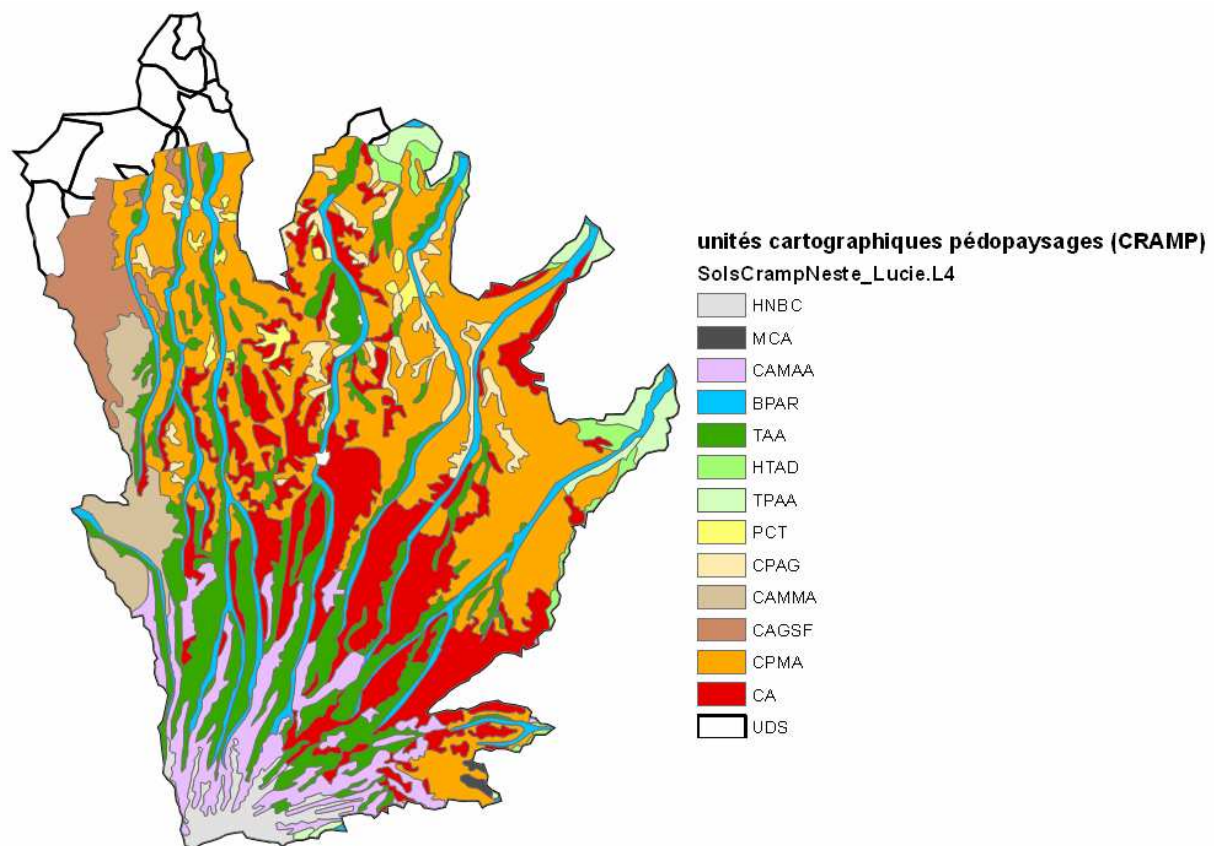 unités cartographiques pédopaysages (CRAMP)
SolsCrampNeste_Lucie.L4
HNBC
MCA
CAMAA
BPAR
TAA
HTAD
TPAA
PCT
CPAG
CAMMA
CAGSF
CPMA
CA
UDS